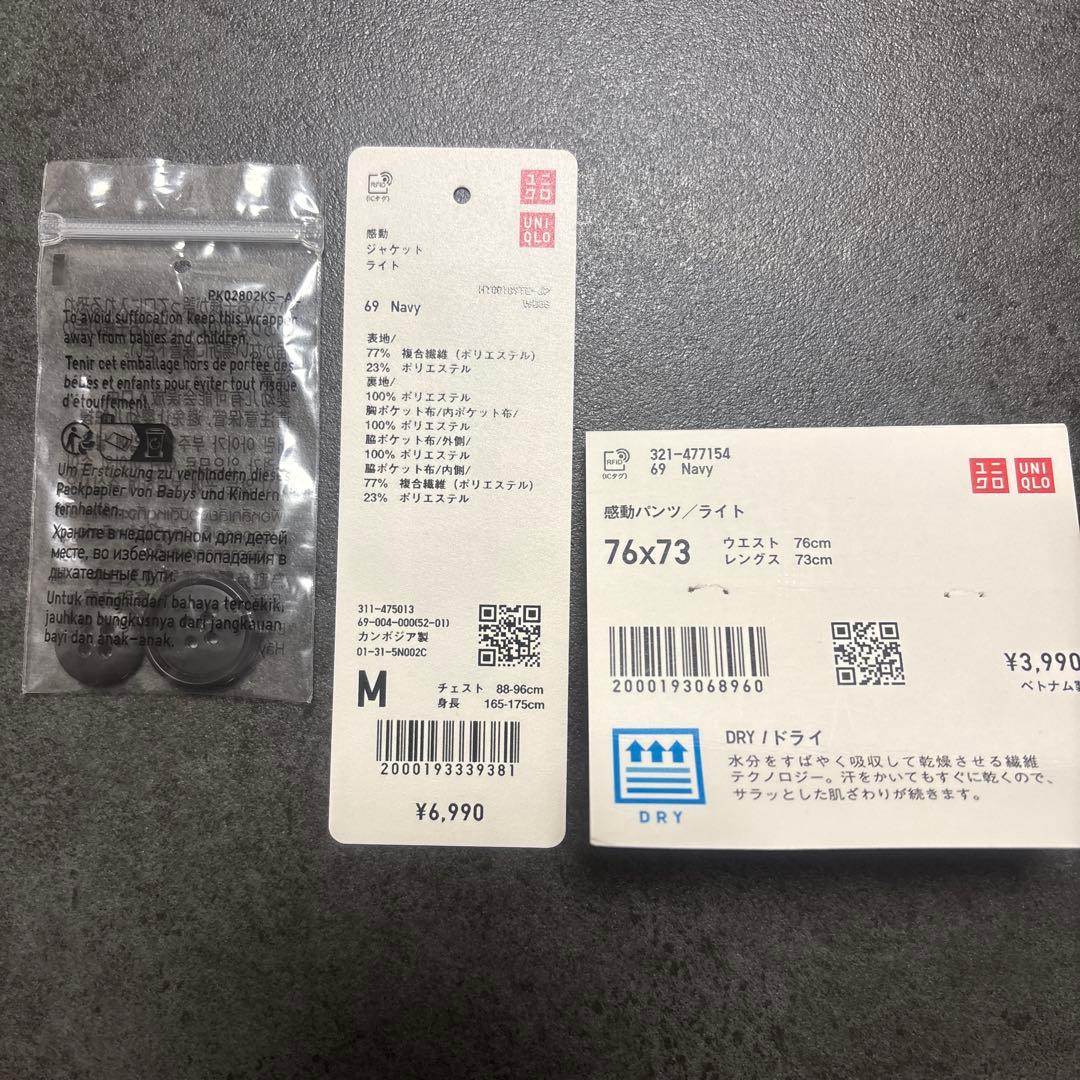 PK02802KS-A
To avoid suffocation keep this wrapper
away from babies and children.
Tenir cet emballage hors de portée des
bébés et enfants pour éviter tout risque
d'étouffement.
Um Erstickung zu verhindern dieses
Packpapier von Babys und Kindern
fernhalten.
Храните в недоступном для детей
месте, во избежание попадания в
дыхательные пути.
Untuk menghindari bahaya tercekik,
jauhkan bungkusnya dari jangkauan
bayi dan anak-anak.
RFID
(ICタグ)
ユニクロ
UNIQLO
感動
ジャケット
ライト
69 Navy
表地/
77% 複合繊維 (ポリエステル)
23% ポリエステル
裏地/
100% ポリエステル
胸ポケット布/内ポケット布/
100% ポリエステル
脇ポケット布/外側/
100% ポリエステル
脇ポケット布/内側/
77% 複合繊維 (ポリエステル)
23% ポリエステル
311-475013
69-004-000(52-01)
カンボジア製
01-31-5N002C
M
チェスト 88-96cm
身長 165-175cm
2000193339381
¥6,990
RFID
(ICタグ)
321-477154
69 Navy
ユニクロ
UNIQLO
感動パンツ/ライト
76x73
ウエスト 76cm
レングス 73cm
2000193068960
¥3,990
ベトナム製
DRY / ドライ
水分をすばやく吸収して乾燥させる繊維
テクノロジー。汗をかいてもすぐに乾くので、
サラッとした肌ざわりが続きます。
DRY